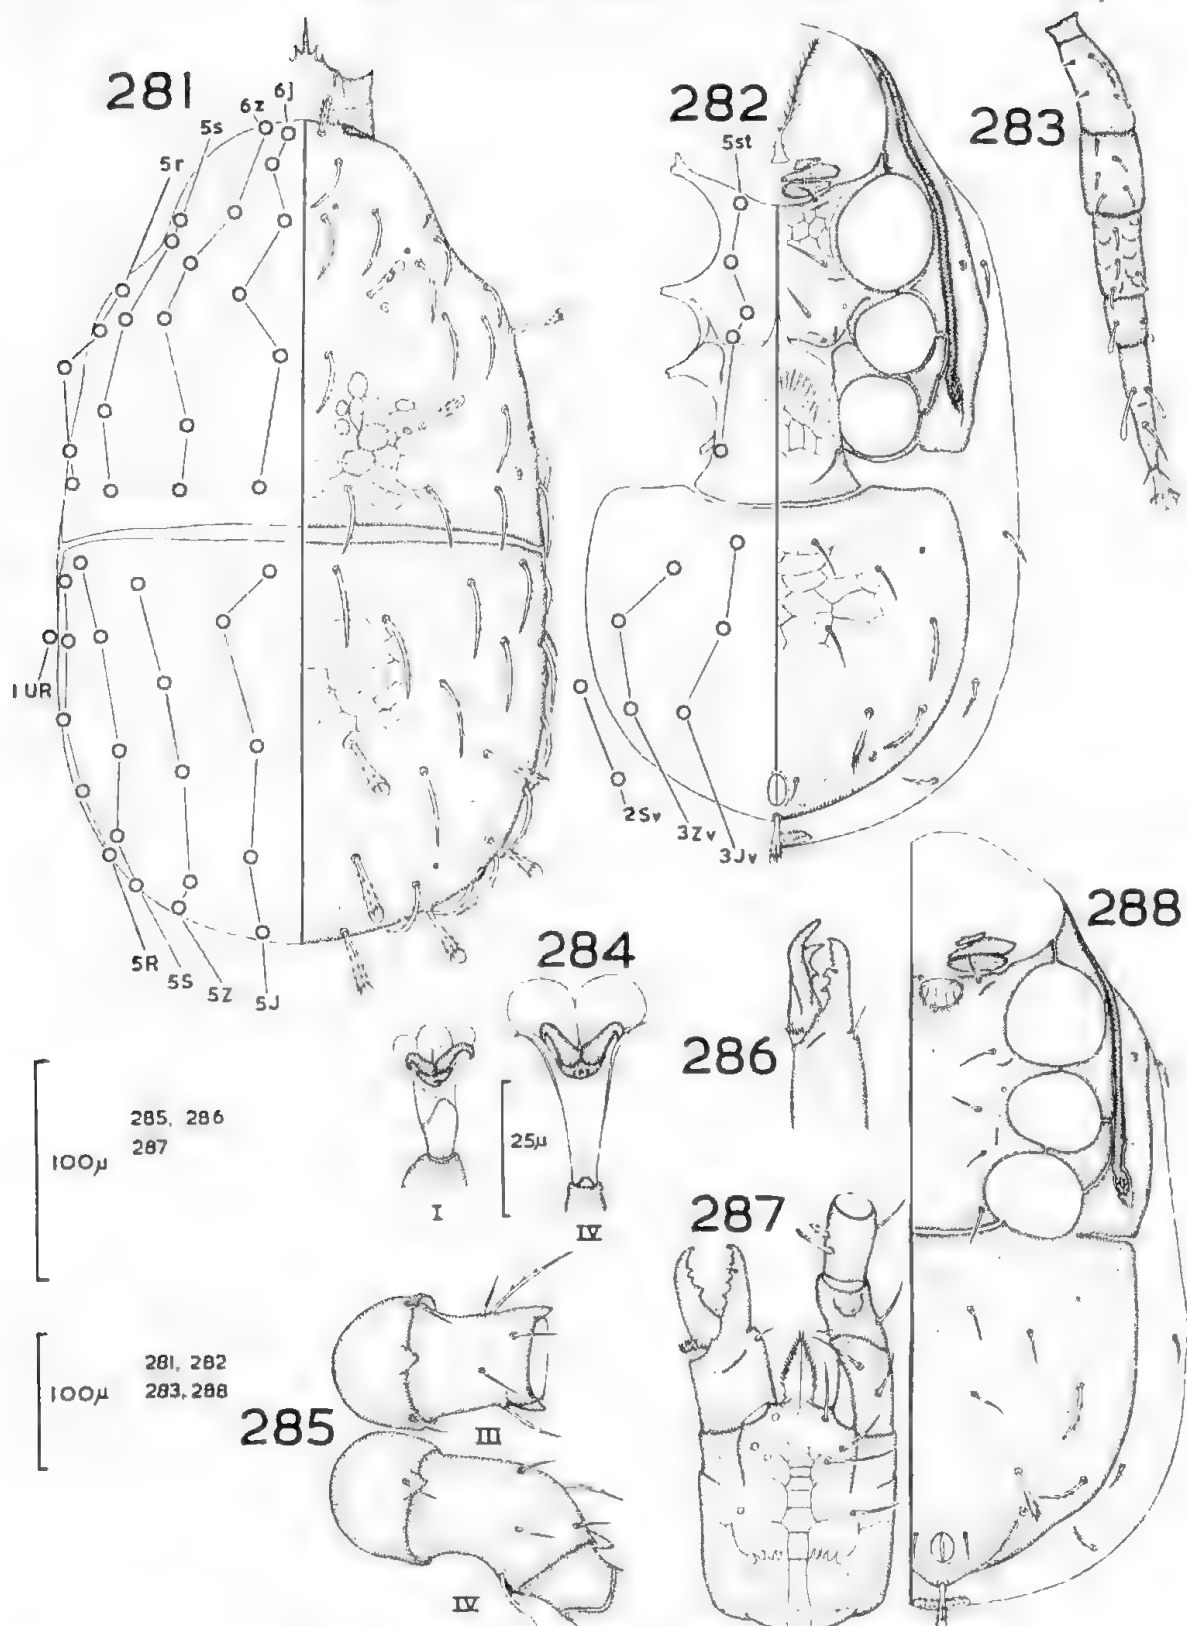 281
6z
6j
5s
5r
1UR
5R
5S
5Z
5J
282
5st
2Sv
3Zv
3Jv
283
284
I
25μ
IV
286
288
100μ
285, 286
287
287
100μ
281, 282
283, 288
285
III
IV